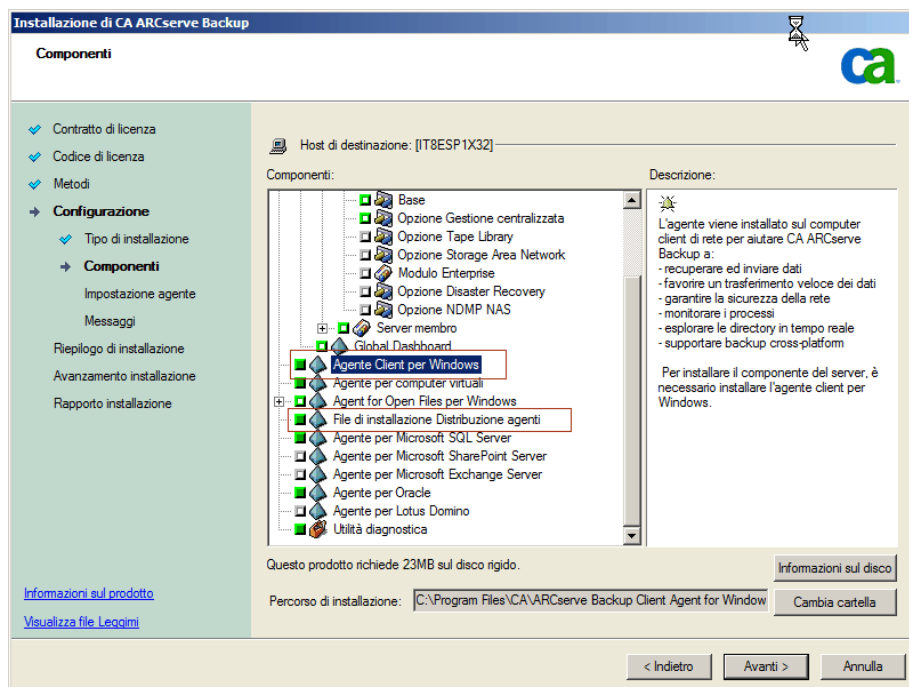 Installazione di CA ARCserve Backup
Componenti
ca
Contratto di licenza
Codice di licenza
Metodi
Configurazione
Tipo di installazione
Componenti
Impostazione agente
Messaggi
Riepilogo di installazione
Avanzamento installazione
Rapporto installazione
Informazioni sul prodotto
Visualizza file Leggimi
Host di destinazione: [IT8ESP1X32]
Componenti:
Base
Opzione Gestione centralizzata
Opzione Tape Library
Opzione Storage Area Network
Modulo Enterprise
Opzione Disaster Recovery
Opzione NDMP NAS
Server membro
Global Dashboard
Agente Client per Windows
Agente per computer virtuali
Agent for Open Files per Windows
File di installazione Distribuzione agenti
Agente per Microsoft SQL Server
Agente per Microsoft SharePoint Server
Agente per Microsoft Exchange Server
Agente per Oracle
Agente per Lotus Domino
Utilità diagnostica
Descrizione:
L'agente viene installato sul computer
client di rete per aiutare CA ARCserve
Backup a:
- recuperare ed inviare dati
- favorire un trasferimento veloce dei dati
- garantire la sicurezza della rete
- monitorare i processi
- esplorare le directory in tempo reale
- supportare backup cross-platform
Per installare il componente del server, è
necessario installare l'agente client per
Windows.
Questo prodotto richiede 23MB sul disco rigido.
Informazioni sul disco
Percorso di installazione: C:\Program Files\CA\ARCserve Backup Client Agent for Window
Cambia cartella
< Indietro
Avanti >
Annulla